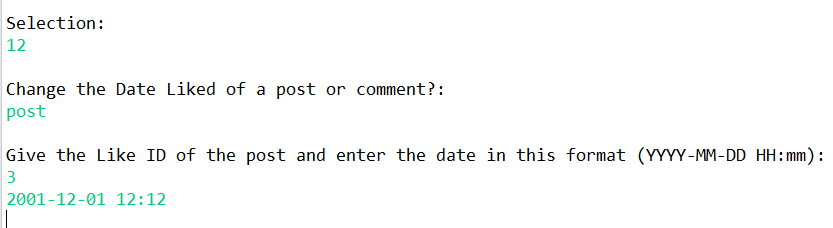 Selection:
12
Change the Date Liked of a post or comment?:
post
Give the Like ID of the post and enter the date in this format (YYYY-MM-DD HH:mm):
3
2001-12-01 12:12